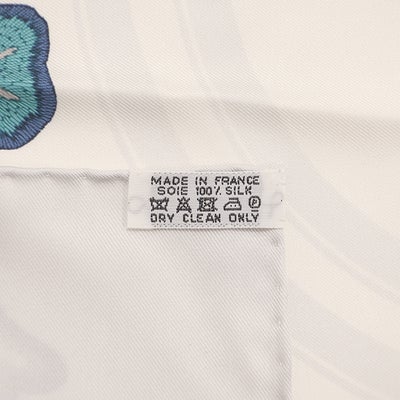 MADE IN FRANCE
SOIE 100% SILK
P
DRY CLEAN ONLY